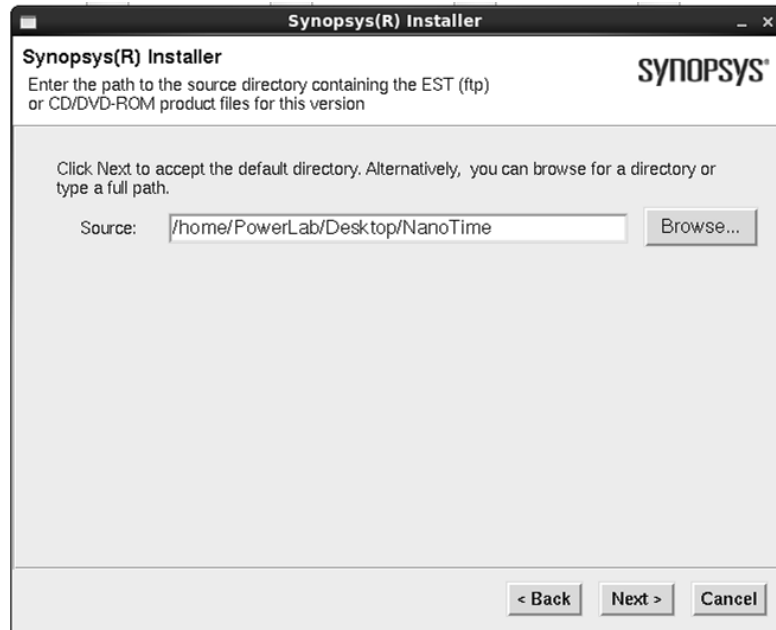 Synopsys(R) Installer
Synopsys(R) Installer
Enter the path to the source directory containing the EST (ftp)
or CD/DVD-ROM product files for this version
SYNOPSYS®
Click Next to accept the default directory. Alternatively, you can browse for a directory or
type a full path.
Source: /home/PowerLab/Desktop/NanoTime Browse...
< Back Next > Cancel